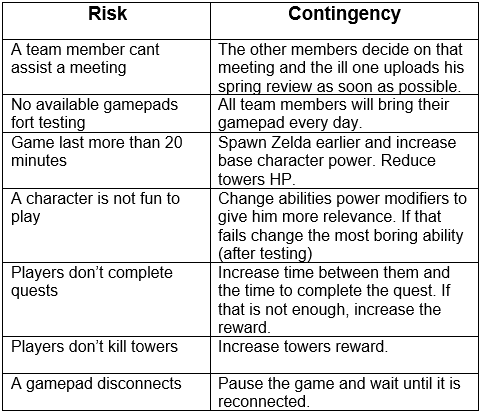 Risk
Contingency
A team member cant
assist a meeting
The other members decide on that
meeting and the ill one uploads his
spring review as soon as possible.
No available gamepads
fort testing
All team members will bring their
gamepad every day.
Game last more than 20
minutes
Spawn Zelda earlier and increase
base character power. Reduce
towers HP.
A character is not fun to
play
Change abilities power modifiers to
give him more relevance. If that
fails change the most boring ability
(after testing)
Players don’t complete
quests
Increase time between them and
the time to complete the quest. If
that is not enough, increase the
reward.
Players don’t kill towers
Increase towers reward.
A gamepad disconnects
Pause the game and wait until it is
reconnected.